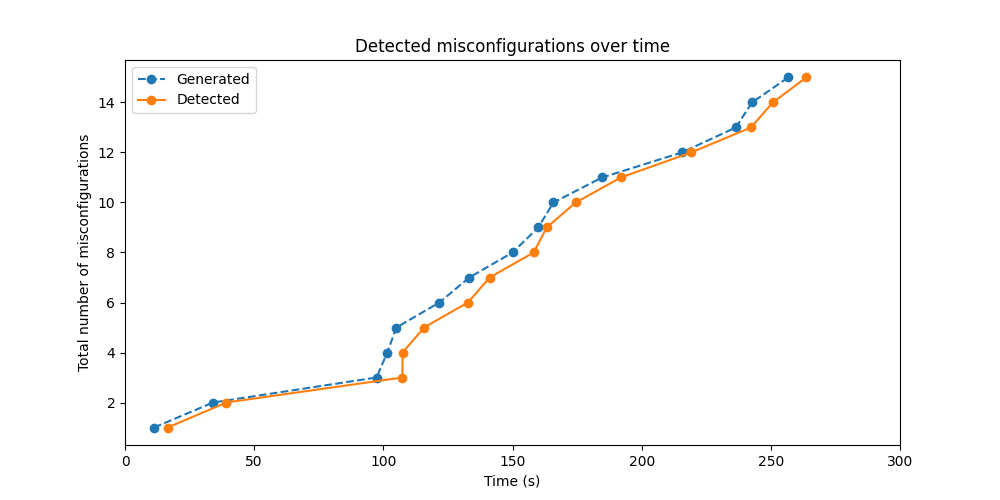 Detected misconfigurations over time
Generated
Detected
Total number of misconfigurations
14
12
10
8
6
4
2
0 50 100 150 200 250 300
Time (s)